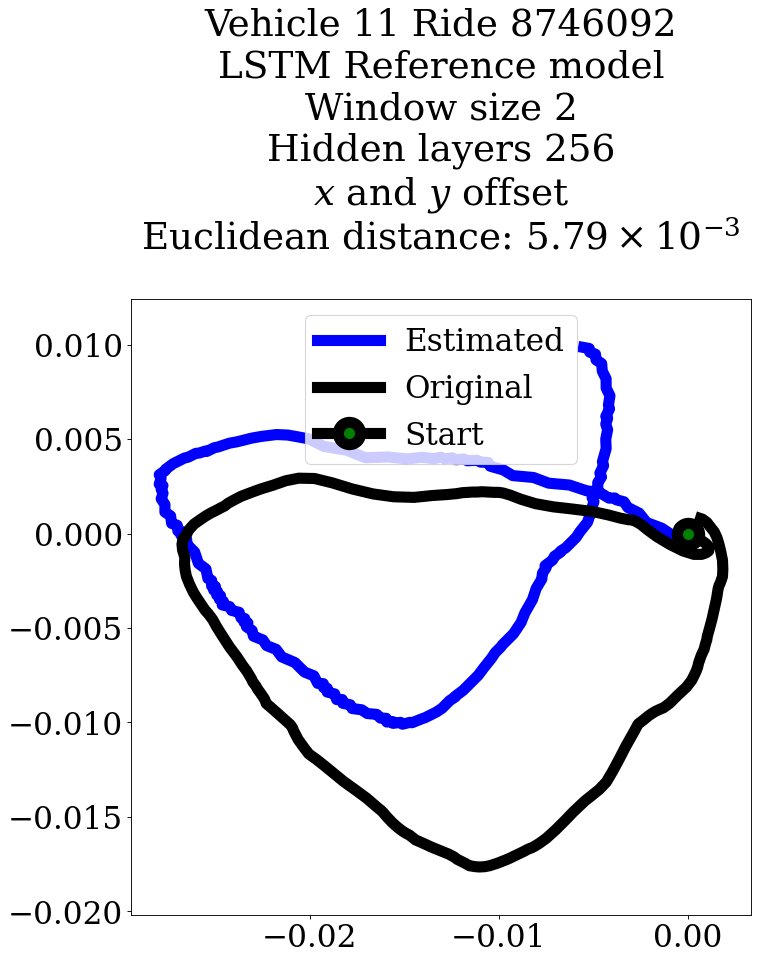 Vehicle 11 Ride 8746092
LSTM Reference model
Window size 2
Hidden layers 256
x and y offset
Euclidean distance: 5.79 × 10⁻³
Estimated
Original
Start
0.010
0.005
0.000
−0.005
−0.010
−0.015
−0.020
−0.02 −0.01 0.00